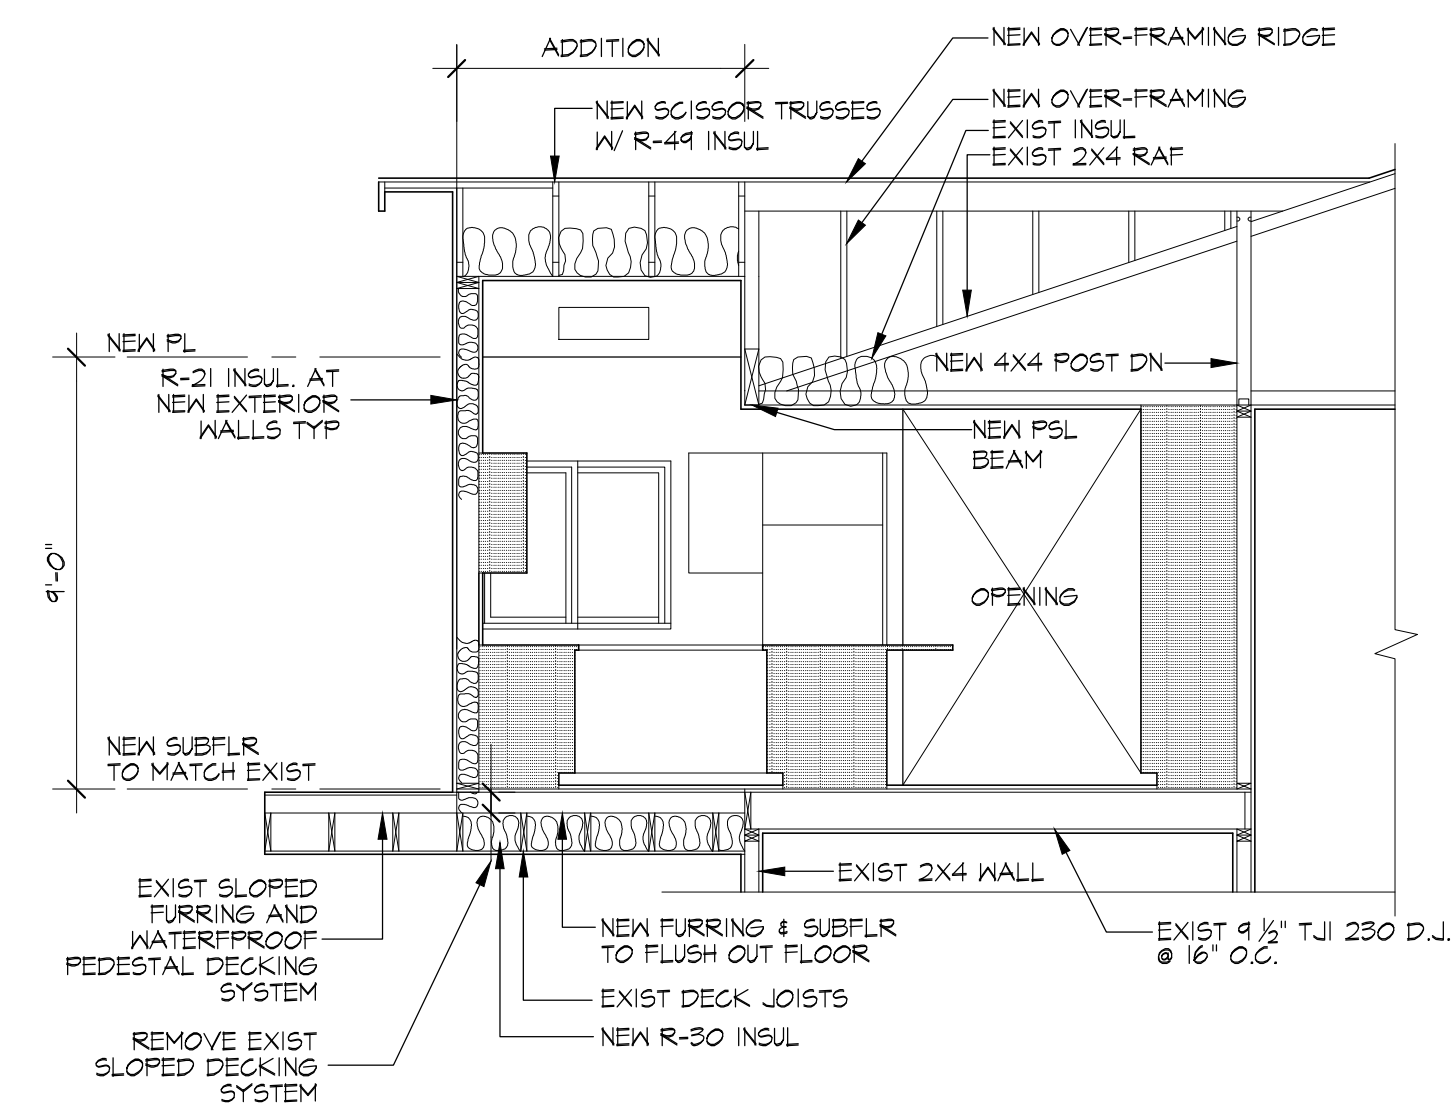 ADDITION
NEW OVER-FRAMING RIDGE
NEW SCISSOR TRUSSES
W/ R-49 INSUL
NEW OVER-FRAMING
EXIST INSUL
EXIST 2X4 RAF
NEW PL
R-21 INSUL. AT
NEW EXTERIOR
WALLS TYP
NEW 4X4 POST DN
NEW PSL
BEAM
9'-0"
OPENING
NEW SUBFLR
TO MATCH EXIST
EXIST SLOPED
FURRING AND
WATERFPROOF
PEDESTAL DECKING
SYSTEM
REMOVE EXIST
SLOPED DECKING
SYSTEM
EXIST 2X4 WALL
NEW FURRING & SUBFLR
TO FLUSH OUT FLOOR
EXIST DECK JOISTS
NEW R-30 INSUL
EXIST 9 ½" TJI 230 D.J.
@ 16" O.C.